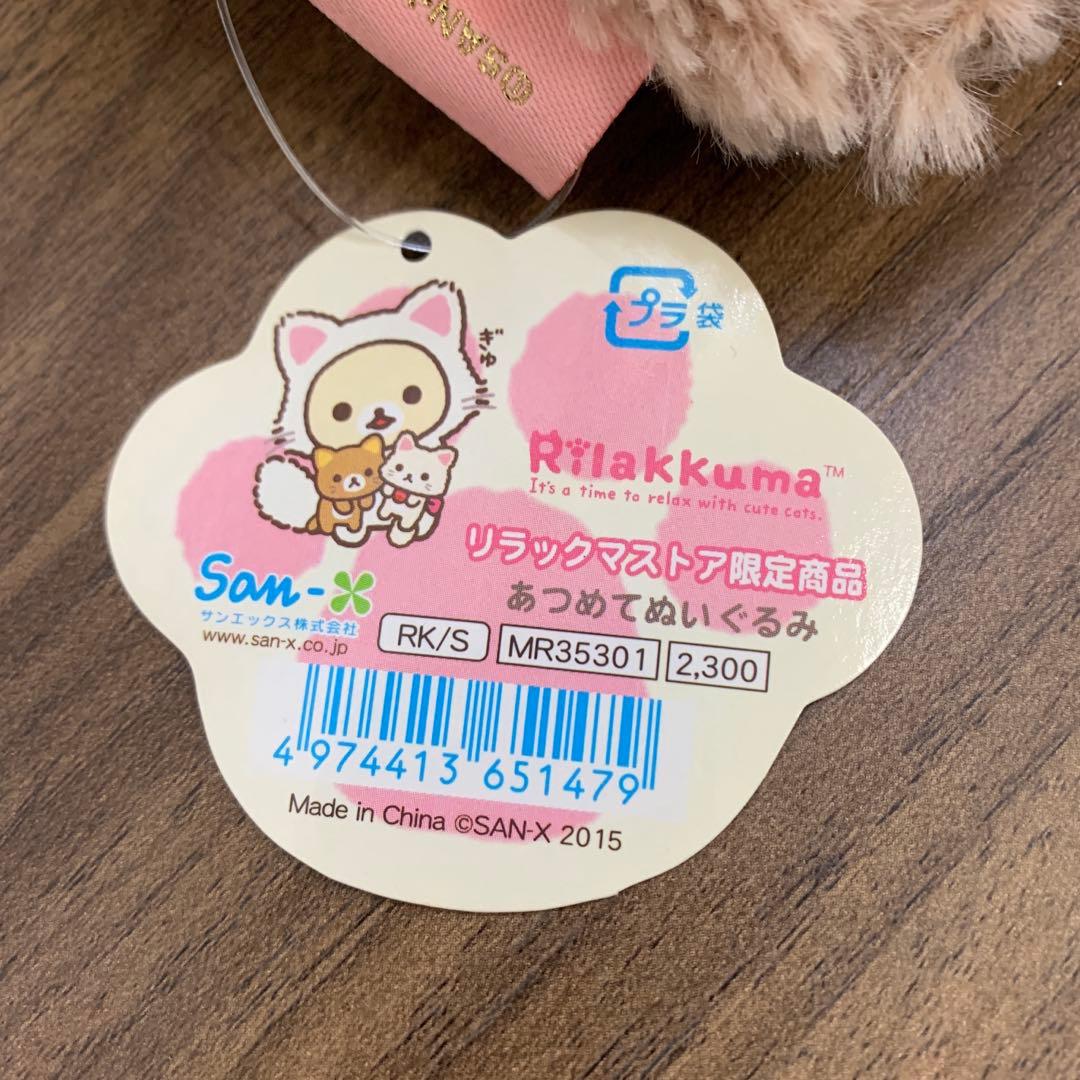 ©SAN-
プラ 袋
ぎゅ
Rilakkuma™
It's a time to relax with cute cats.
リラックマストア限定商品
あつめてぬいぐるみ
San-X
サンエックス株式会社
www.san-x.co.jp
RK/S MR35301 2,300
4 974413 651479
Made in China ©SAN-X 2015